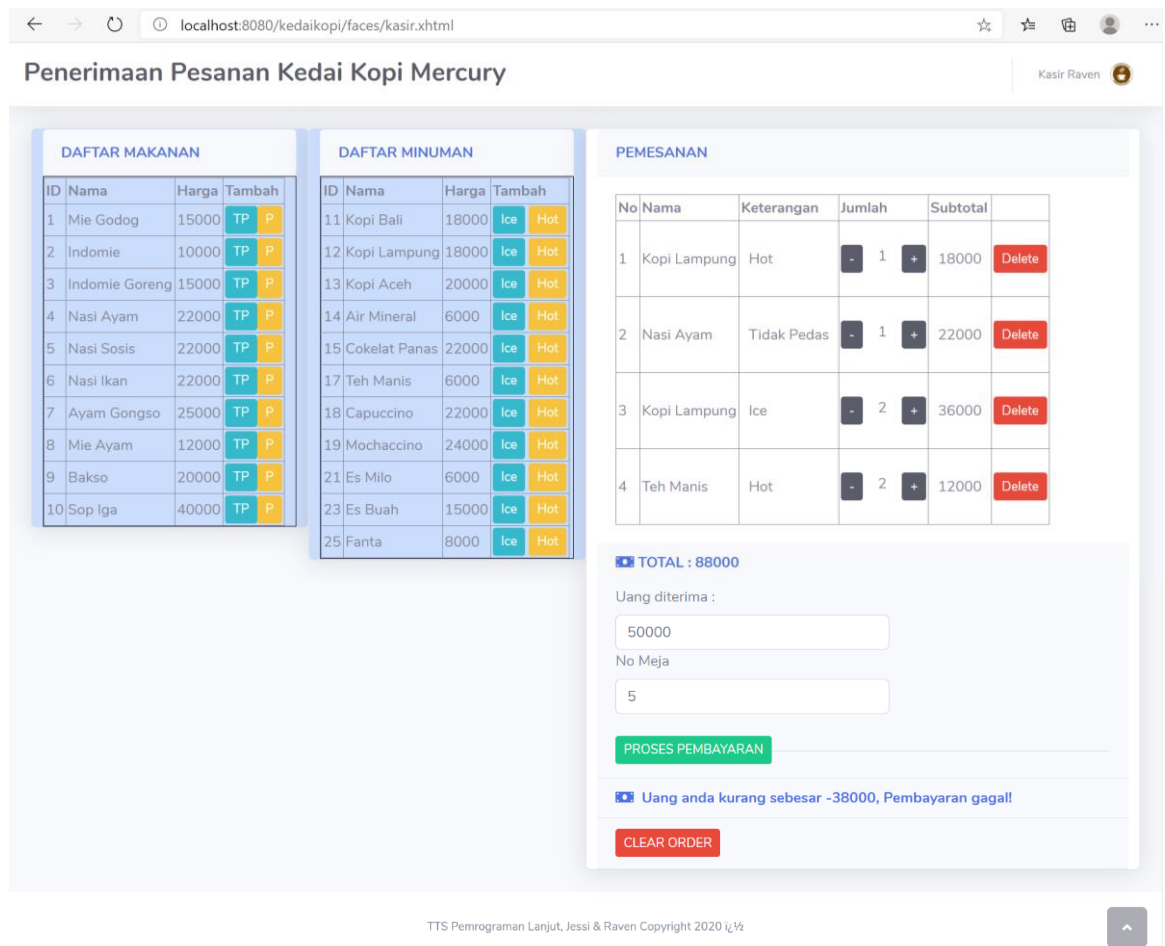 localhost:8080/kedaikopi/faces/kasir.xhtml
Penerimaan Pesanan Kedai Kopi Mercury
Kasir Raven
DAFTAR MAKANAN
ID Nama Harga Tambah
1 Mie Godog 15000 TP P
2 Indomie 10000 TP P
3 Indomie Goreng 15000 TP P
4 Nasi Ayam 22000 TP P
5 Nasi Sosis 22000 TP P
6 Nasi Ikan 22000 TP P
7 Ayam Gongso 25000 TP P
8 Mie Ayam 12000 TP P
9 Bakso 20000 TP P
10 Sop Iga 40000 TP P
DAFTAR MINUMAN
ID Nama Harga Tambah
11 Kopi Bali 18000 Ice Hot
12 Kopi Lampung 18000 Ice Hot
13 Kopi Aceh 20000 Ice Hot
14 Air Mineral 6000 Ice Hot
15 Cokelat Panas 22000 Ice Hot
17 Teh Manis 6000 Ice Hot
18 Capuccino 22000 Ice Hot
19 Mochaccino 24000 Ice Hot
21 Es Milo 6000 Ice Hot
23 Es Buah 15000 Ice Hot
25 Fanta 8000 Ice Hot
PEMESANAN
No Nama Keterangan Jumlah Subtotal
1 Kopi Lampung Hot - 1 + 18000 Delete
2 Nasi Ayam Tidak Pedas - 1 + 22000 Delete
3 Kopi Lampung Ice - 2 + 36000 Delete
4 Teh Manis Hot - 2 + 12000 Delete
TOTAL : 88000
Uang diterima :
50000
No Meja
5
PROSES PEMBAYARAN
Uang anda kurang sebesar -38000, Pembayaran gagal!
CLEAR ORDER
TTS Pemrograman Lanjut, Jessi & Raven Copyright 2020 ï¿½